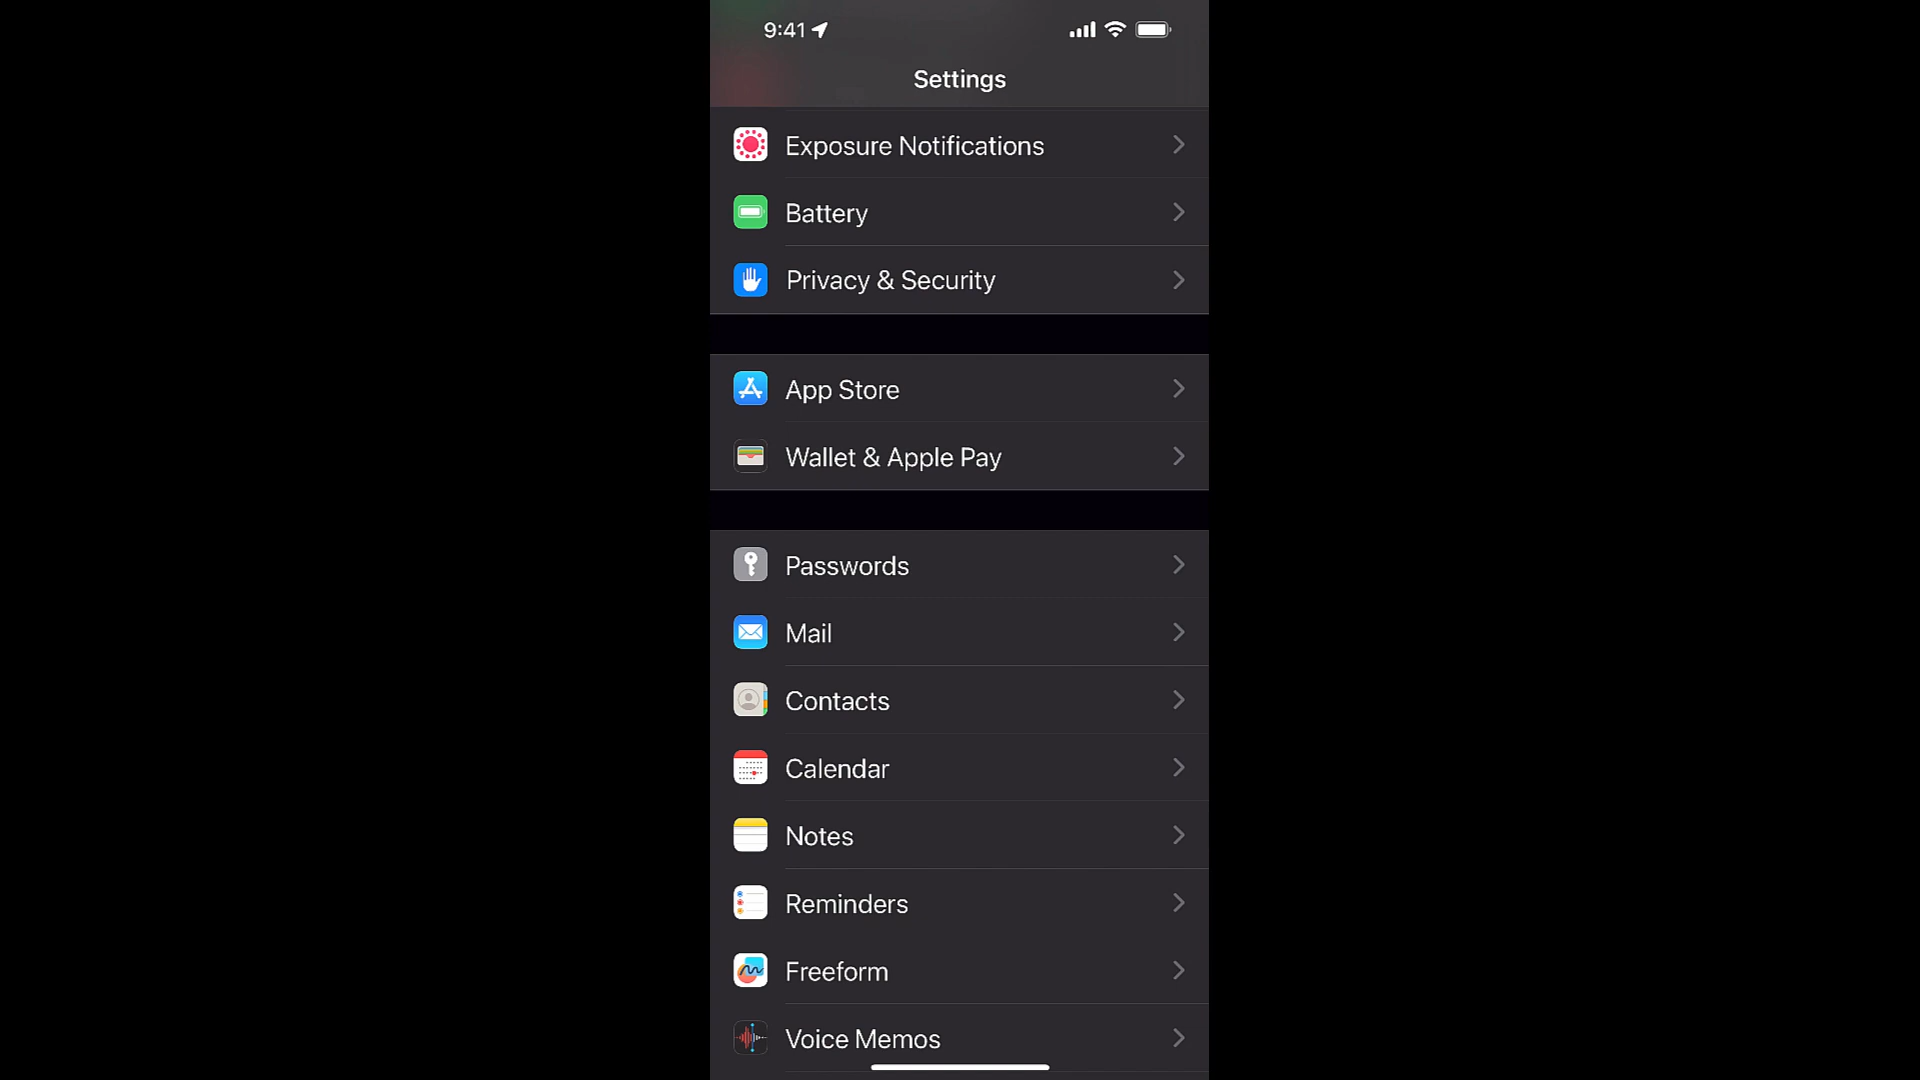 9:41
Settings
Exposure Notifications
Battery
Privacy & Security
App Store
Wallet & Apple Pay
Passwords
Mail
Contacts
Calendar
Notes
Reminders
Freeform
Voice Memos